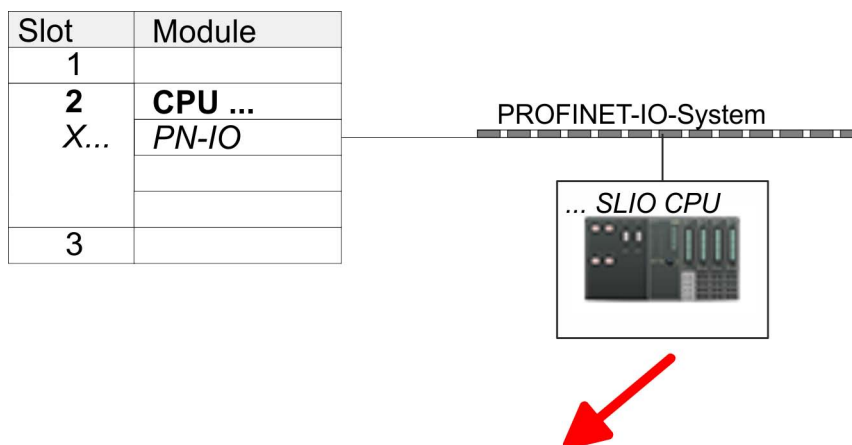 Slot Module
1
2 CPU ...
X... PN-IO
3
PROFINET-IO-System
... SLIO CPU